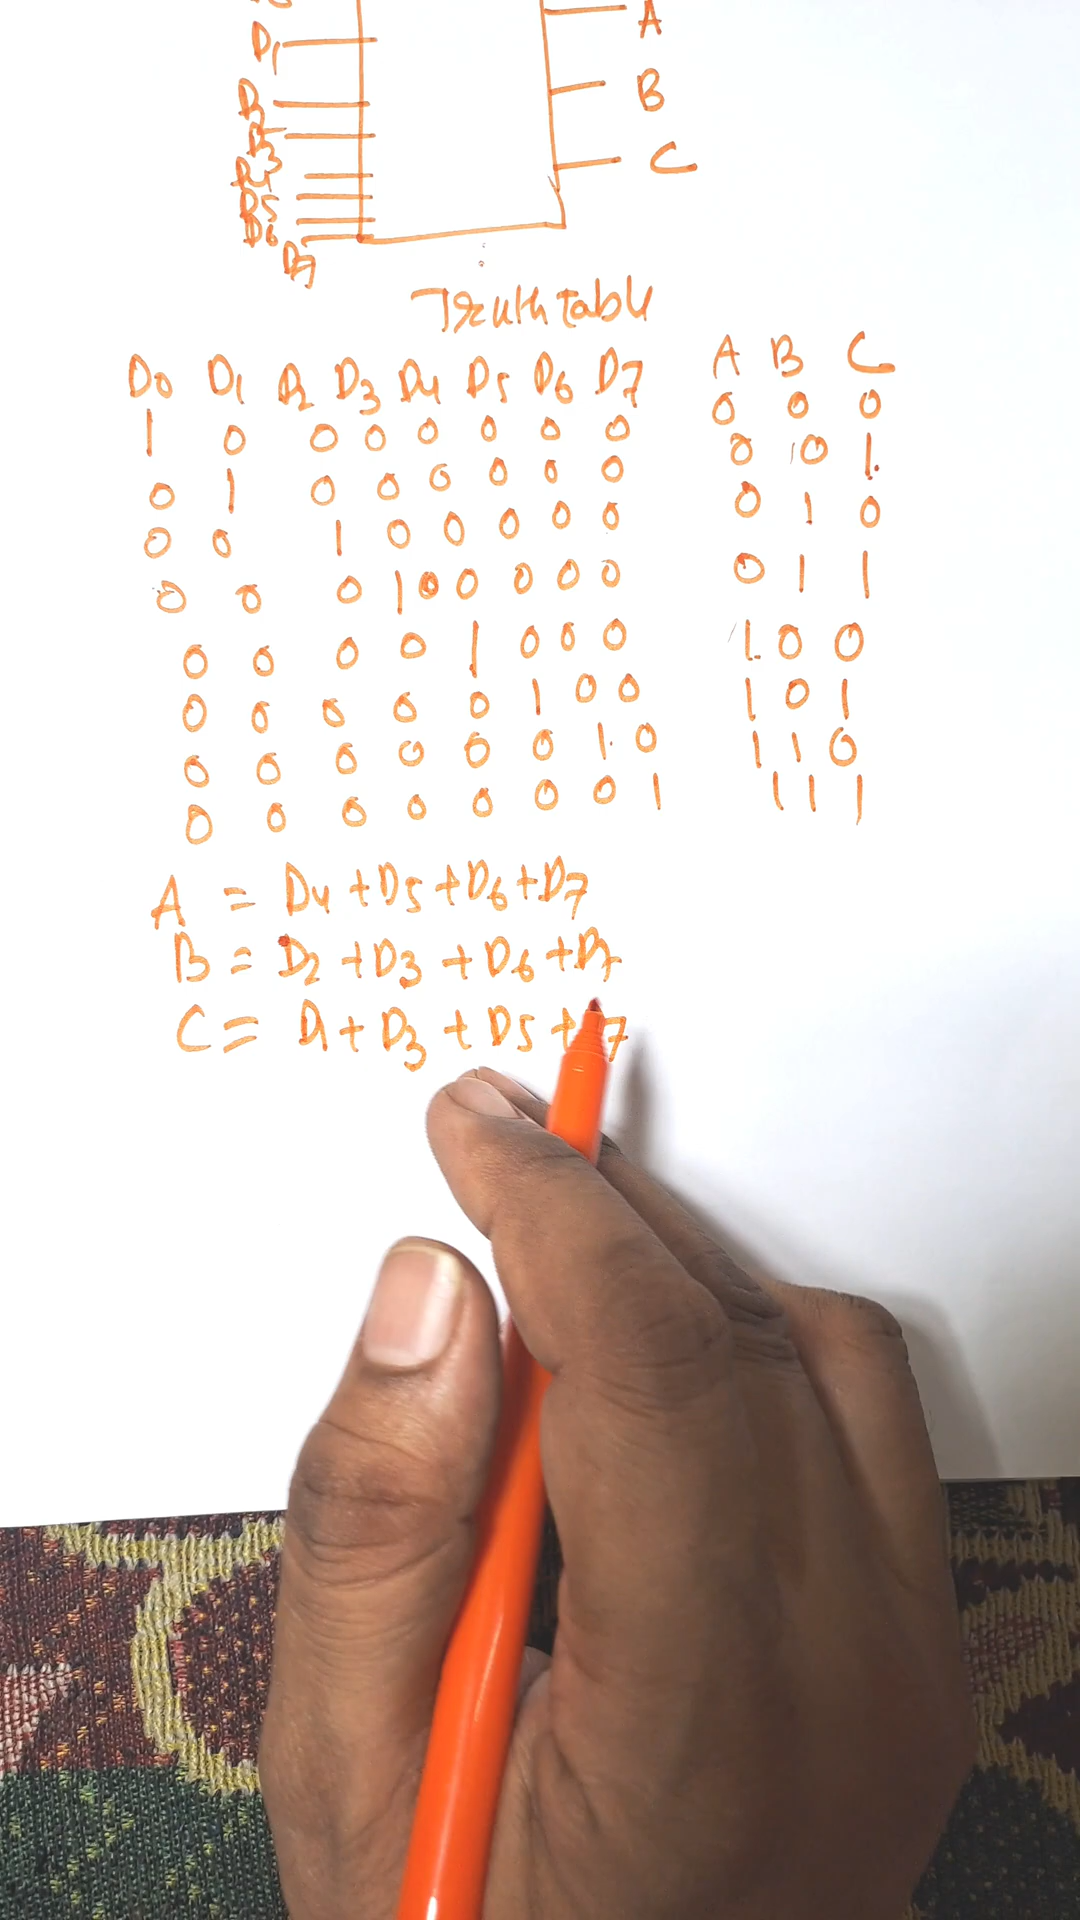 D1
A
D2
B
D3
D4
C
D5
D6
D7
Truth table
D0 D1 D2 D3 D4 D5 D6 D7 A B C
1 0 0 0 0 0 0 0 0 0 0
0 1 0 0 0 0 0 0 0 0 1
0 0 1 0 0 0 0 0 0 1 0
0 0 0 1 0 0 0 0 0 0 1 1
0 0 0 0 1 0 0 0 1 0 0
0 0 0 0 0 1 0 0 1 0 1
0 0 0 0 0 0 1 0 1 1 0
0 0 0 0 0 0 0 1 1 1 1
A = D4 + D5 + D6 + D7
B = D2 + D3 + D6 + D7
C = D1 + D3 + D5 + 7